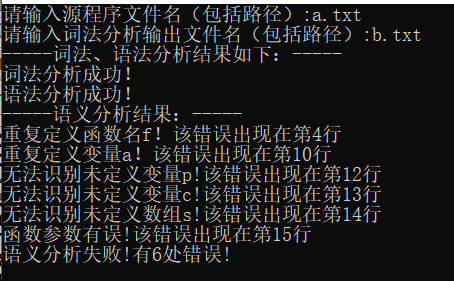 请输入源程序文件名（包括路径）:a.txt
请输入词法分析输出文件名（包括路径）:b.txt
-----词法、语法分析结果如下：-----
词法分析成功!
语法分析成功!
-----语义分析结果：-----
重复定义函数名f! 该错误出现在第4行
重复定义变量a! 该错误出现在第10行
无法识别未定义变量p!该错误出现在第12行
无法识别未定义变量c!该错误出现在第13行
无法识别未定义数组s!该错误出现在第14行
函数参数有误!该错误出现在第15行
语义分析失败!有6处错误!